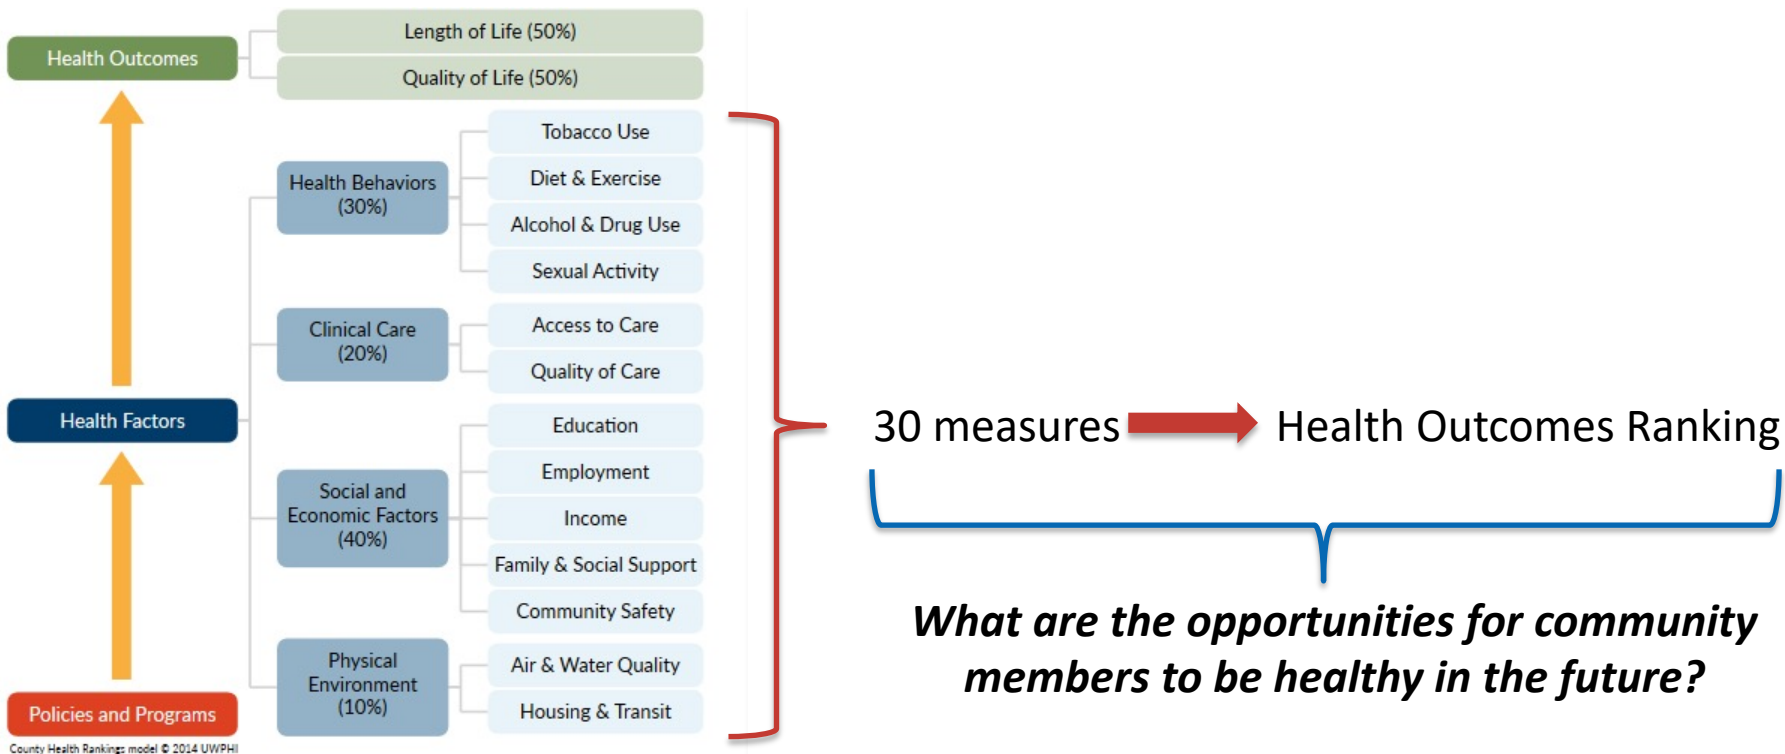 Health Outcomes
Length of Life (50%)
Quality of Life (50%)
Health Factors
Policies and Programs
Health Behaviors
(30%)
Tobacco Use
Diet & Exercise
Alcohol & Drug Use
Sexual Activity
Clinical Care
(20%)
Access to Care
Quality of Care
Social and
Economic Factors
(40%)
Education
Employment
Income
Family & Social Support
Community Safety
Physical
Environment
(10%)
Air & Water Quality
Housing & Transit
County Health Rankings model © 2014 UWPHI
30 measures
Health Outcomes Ranking
What are the opportunities for community
members to be healthy in the future?